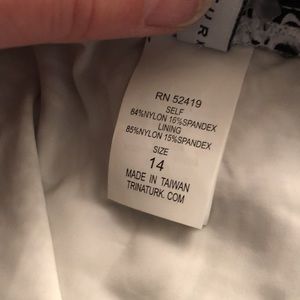 TURK
RN 52419
SELF
84%NYLON 16%SPANDEX
LINING
85%NYLON 15%SPANDEX
SIZE
14
MADE IN TAIWAN
TRINATURK. COM